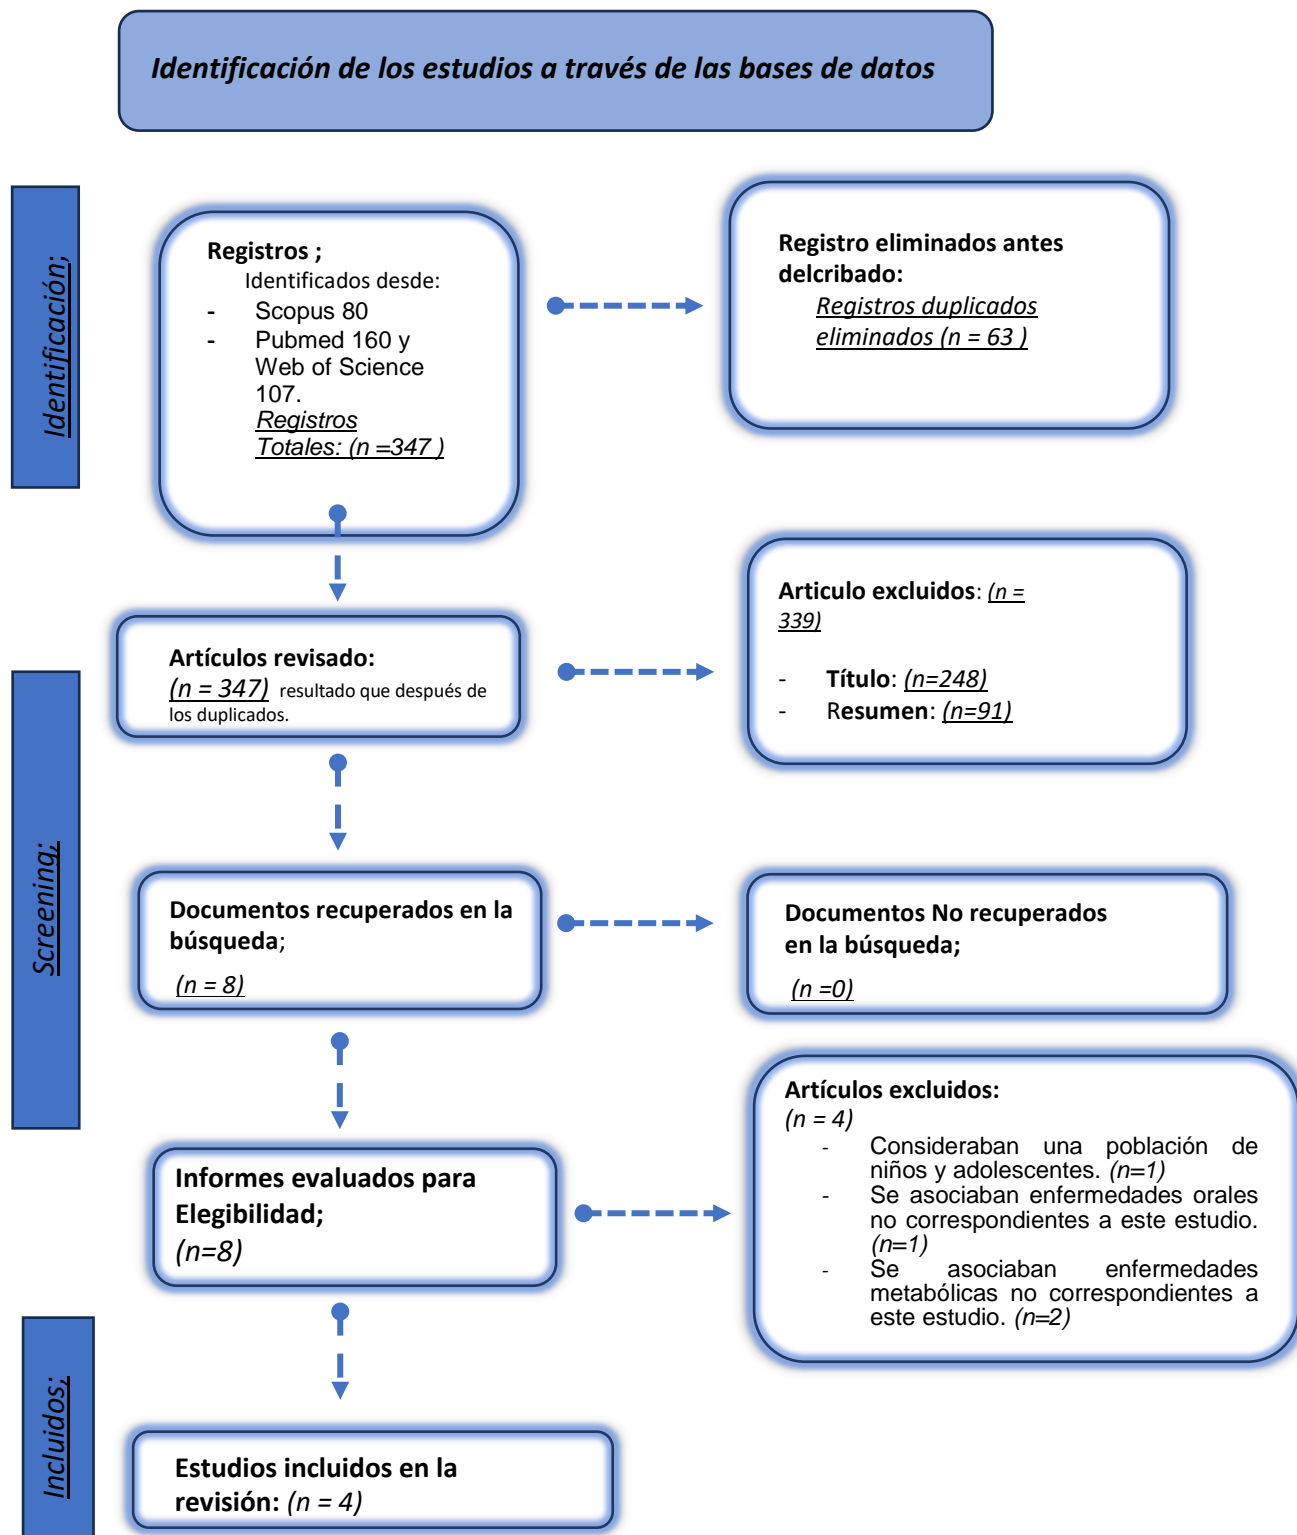 Identificación de los estudios a través de las bases de datos
Identificación;
Registros ;
Identificados desde:
- Scopus 80
- Pubmed 160 y
Web of Science
107.
Registros
Totales: (n =347 )
Registro eliminados antes
delcribado:
Registros duplicados
eliminados (n = 63 )
Screening;
Artículos revisado:
(n = 347) resultado que después de
los duplicados.
Articulo excluidos: (n =
339)
- Título: (n=248)
- Resumen: (n=91)
Documentos recuperados en la
búsqueda;
(n = 8)
Documentos No recuperados
en la búsqueda;
(n =0)
Informes evaluados para
Elegibilidad;
(n=8)
Artículos excluidos:
(n = 4)
- Consideraban una población de
niños y adolescentes. (n=1)
- Se asociaban enfermedades orales
no correspondientes a este estudio.
(n=1)
- Se asociaban enfermedades
metabólicas no correspondientes a
este estudio. (n=2)
Incluidos;
Estudios incluidos en la
revisión: (n = 4)